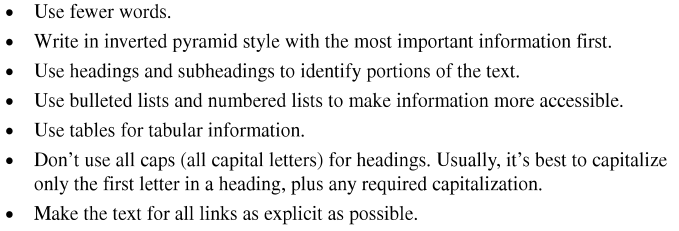 • Use fewer words.
• Write in inverted pyramid style with the most important information first.
• Use headings and subheadings to identify portions of the text.
• Use bulleted lists and numbered lists to make information more accessible.
• Use tables for tabular information.
• Don’t use all caps (all capital letters) for headings. Usually, it’s best to capitalize
only the first letter in a heading, plus any required capitalization.
• Make the text for all links as explicit as possible.